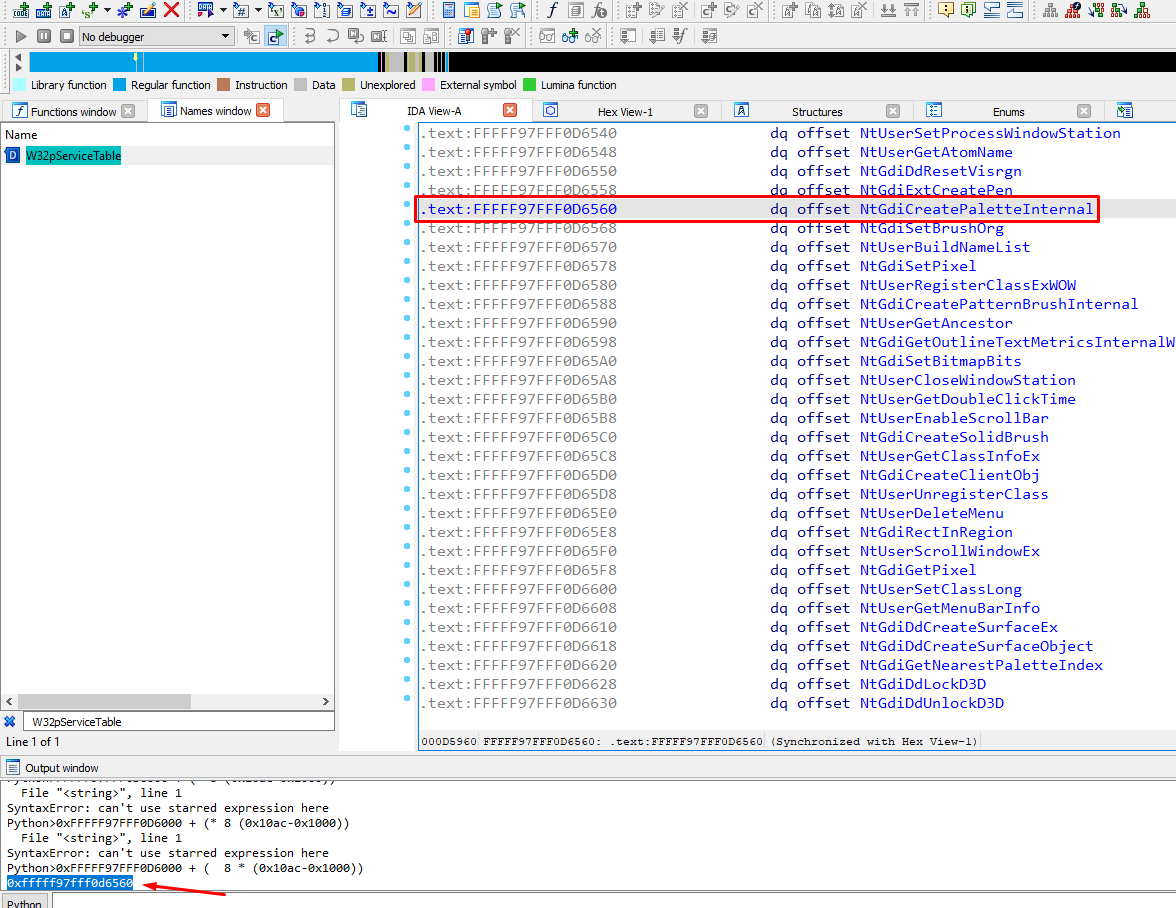 No debugger
Library function Regular function Instruction Data Unexplored External symbol Lumina function
Functions window Names window IDA View-A Hex View-1 Structures Enums
Name
W32pServiceTable
.text:FFFFF97FFF0D6540 dq offset NtUserSetProcessWindowStation
.text:FFFFF97FFF0D6548 dq offset NtUserGetAtomName
.text:FFFFF97FFF0D6550 dq offset NtGdiDdResetVisrgn
.text:FFFFF97FFF0D6558 dq offset NtGdiExtCreatePen
.text:FFFFF97FFF0D6560 dq offset NtGdiCreatePaletteInternal
.text:FFFFF97FFF0D6568 dq offset NtGdiSetBrushOrg
.text:FFFFF97FFF0D6570 dq offset NtUserBuildNameList
.text:FFFFF97FFF0D6578 dq offset NtGdiSetPixel
.text:FFFFF97FFF0D6580 dq offset NtUserRegisterClassExWOW
.text:FFFFF97FFF0D6588 dq offset NtGdiCreatePatternBrushInternal
.text:FFFFF97FFF0D6590 dq offset NtUserGetAncestor
.text:FFFFF97FFF0D6598 dq offset NtGdiGetOutlineTextMetricsInternalW
.text:FFFFF97FFF0D65A0 dq offset NtGdiSetBitmapBits
.text:FFFFF97FFF0D65A8 dq offset NtUserCloseWindowStation
.text:FFFFF97FFF0D65B0 dq offset NtUserGetDoubleClickTime
.text:FFFFF97FFF0D65B8 dq offset NtUserEnableScrollBar
.text:FFFFF97FFF0D65C0 dq offset NtGdiCreateSolidBrush
.text:FFFFF97FFF0D65C8 dq offset NtUserGetClassInfoEx
.text:FFFFF97FFF0D65D0 dq offset NtGdiCreateClientObj
.text:FFFFF97FFF0D65D8 dq offset NtUserUnregisterClass
.text:FFFFF97FFF0D65E0 dq offset NtUserDeleteMenu
.text:FFFFF97FFF0D65E8 dq offset NtGdiRectInRegion
.text:FFFFF97FFF0D65F0 dq offset NtUserScrollWindowEx
.text:FFFFF97FFF0D65F8 dq offset NtGdiGetPixel
.text:FFFFF97FFF0D6600 dq offset NtUserSetClassLong
.text:FFFFF97FFF0D6608 dq offset NtUserGetMenuBarInfo
.text:FFFFF97FFF0D6610 dq offset NtGdiDdCreateSurfaceEx
.text:FFFFF97FFF0D6618 dq offset NtGdiDdCreateSurfaceObject
.text:FFFFF97FFF0D6620 dq offset NtGdiGetNearestPaletteIndex
.text:FFFFF97FFF0D6628 dq offset NtGdiDdLockD3D
.text:FFFFF97FFF0D6630 dq offset NtGdiDdUnlockD3D
W32pServiceTable
Line 1 of 1
000D5960 FFFFF97FFF0D6560: .text:FFFFF97FFF0D6560 (Synchronized with Hex View-1)
Output window
File "<string>", line 1
SyntaxError: can't use starred expression here
Python>0xFFFFF97FFF0D6000 + (* 8 (0x10ac-0x1000))
File "<string>", line 1
SyntaxError: can't use starred expression here
Python>0xFFFFF97FFF0D6000 + (  8 * (0x10ac-0x1000))
0xfffff97fff0d6560
Python